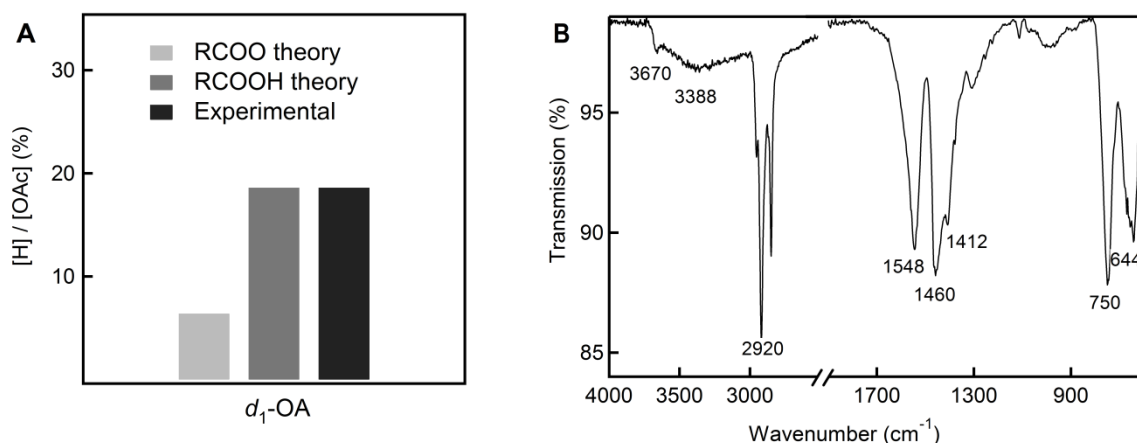 A
RCOO theory
RCOOH theory
Experimental
[H] / [OAc] (%)
30
20
10
d1-OA
B
Transmission (%)
95
90
85
3670
3388
2920
1548
1460
1412
750
644
4000 3500 3000 1700 1300 900
Wavenumber (cm-1)